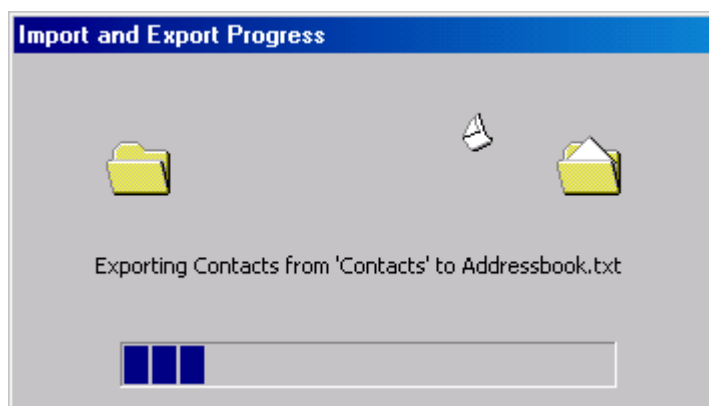 Import and Export Progress
Exporting Contacts from 'Contacts' to Addressbook.txt